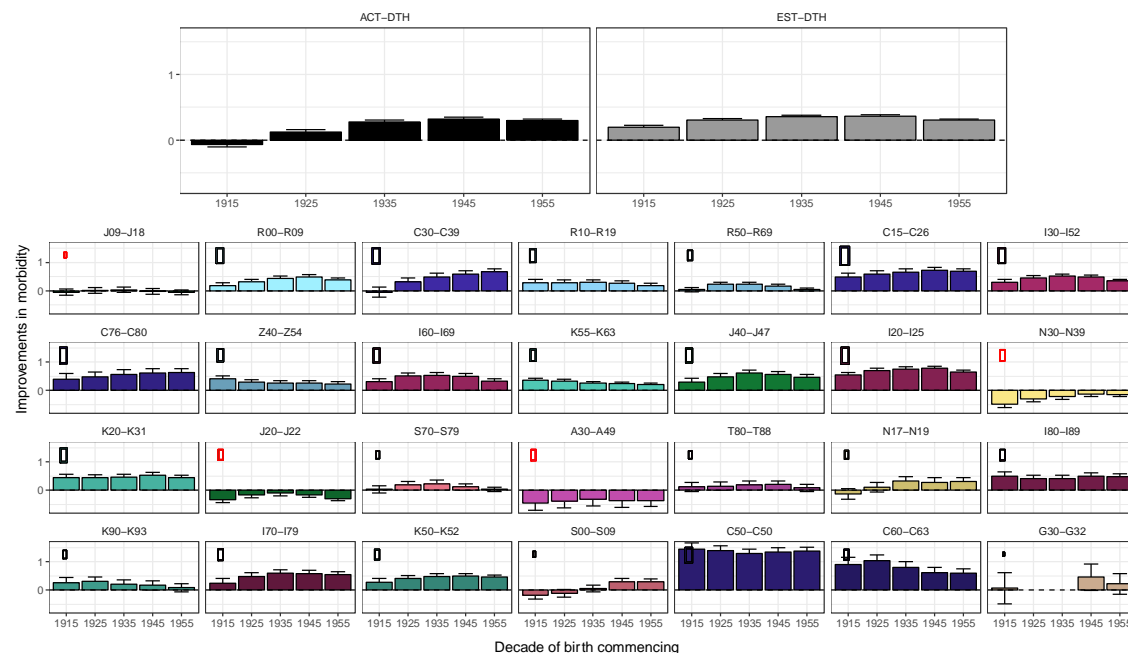 ACT−DTH EST−DTH
1
0
1915 1925 1935 1945 1955 1915 1925 1935 1945 1955
Improvements in morbidity
J09−J18 R00−R09 C30−C39 R10−R19 R50−R69 C15−C26 I30−I52
1
0
C76−C80 Z40−Z54 I60−I69 K55−K63 J40−J47 I20−I25 N30−N39
1
0
K20−K31 J20−J22 S70−S79 A30−A49 T80−T88 N17−N19 I80−I89
1
0
K90−K93 I70−I79 K50−K52 S00−S09 C50−C50 C60−C63 G30−G32
1
0
1915 1925 1935 1945 1955 1915 1925 1935 1945 1955 1915 1925 1935 1945 1955 1915 1925 1935 1945 1955 1915 1925 1935 1945 1955 1915 1925 1935 1945 1955 1915 1925 1935 1945 1955
Decade of birth commencing